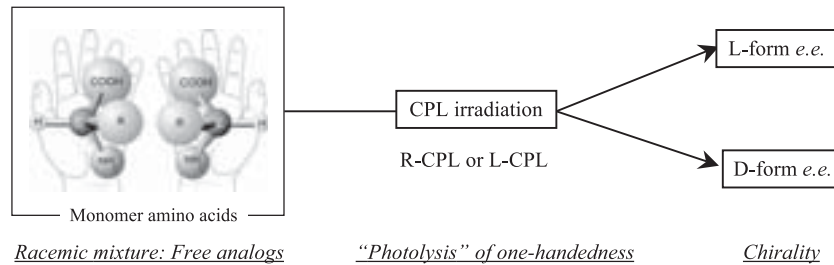 COOH
COOH
H
R
R
H
NH
NH
Monomer amino acids
CPL irradiation
R-CPL or L-CPL
L-form e.e.
D-form e.e.
Racemic mixture: Free analogs
"Photolysis" of one-handedness
Chirality